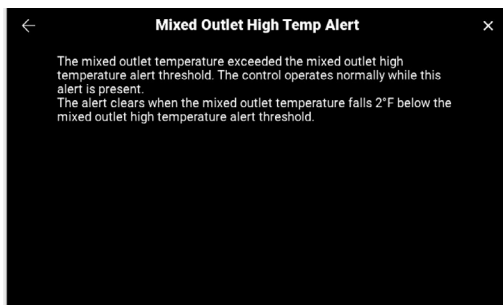 Mixed Outlet High Temp Alert
The mixed outlet temperature exceeded the mixed outlet high
temperature alert threshold. The control operates normally while this
alert is present.
The alert clears when the mixed outlet temperature falls 2°F below the
mixed outlet high temperature alert threshold.